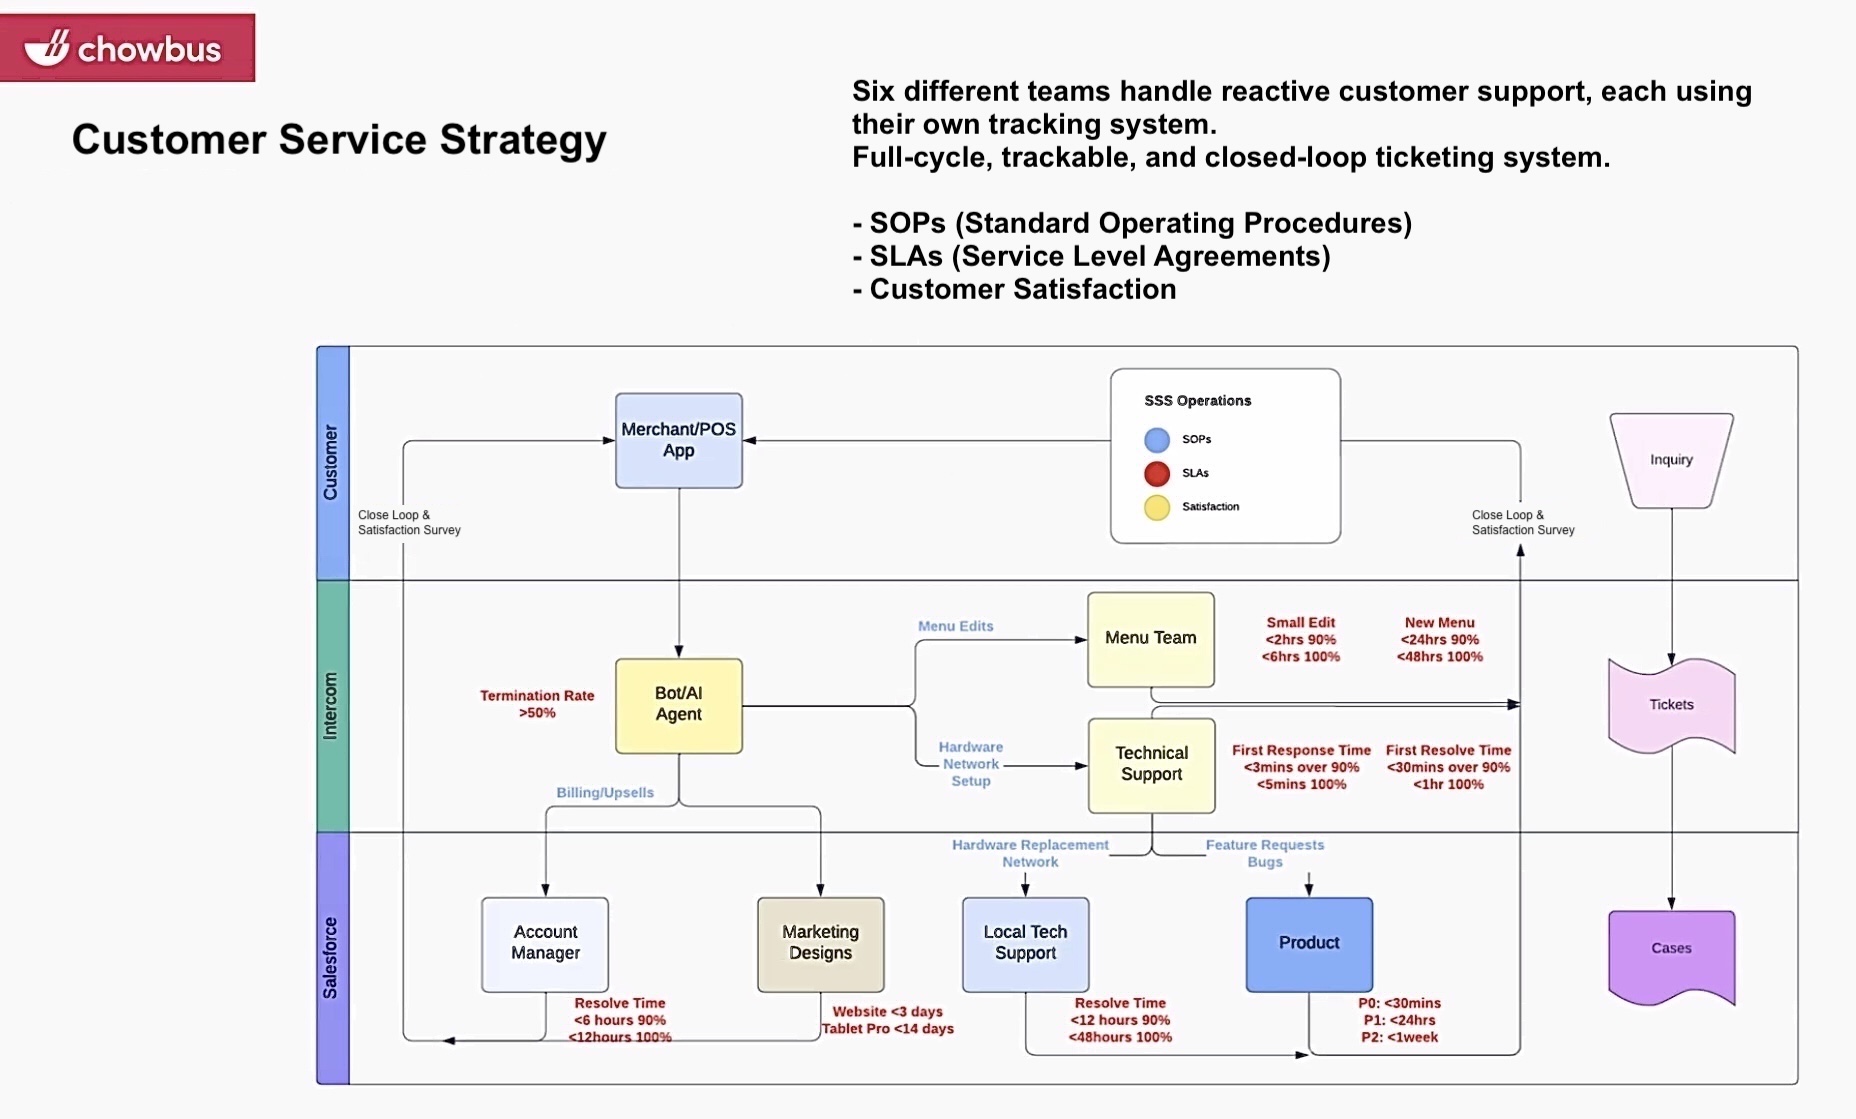 chowbus
Customer Service Strategy
Six different teams handle reactive customer support, each using
their own tracking system.
Full-cycle, trackable, and closed-loop ticketing system.
- SOPs (Standard Operating Procedures)
- SLAs (Service Level Agreements)
- Customer Satisfaction
Customer
Merchant/POS
App
SSS Operations
SOPs
SLAs
Satisfaction
Inquiry
Close Loop &
Satisfaction Survey
Close Loop &
Satisfaction Survey
Intercom
Termination Rate
>50%
Bot/AI
Agent
Menu Edits
Menu Team
Small Edit
<2hrs 90%
<6hrs 100%
New Menu
<24hrs 90%
<48hrs 100%
Tickets
Hardware
Network
Setup
Technical
Support
First Response Time
<3mins over 90%
<5mins 100%
First Resolve Time
<30mins over 90%
<1hr 100%
Billing/Upsells
Salesforce
Hardware Replacement
Network
Feature Requests
Bugs
Account
Manager
Marketing
Designs
Local Tech
Support
Product
Cases
Resolve Time
<6 hours 90%
<12hours 100%
Website <3 days
Tablet Pro <14 days
Resolve Time
<12 hours 90%
<48hours 100%
P0: <30mins
P1: <24hrs
P2: <1week